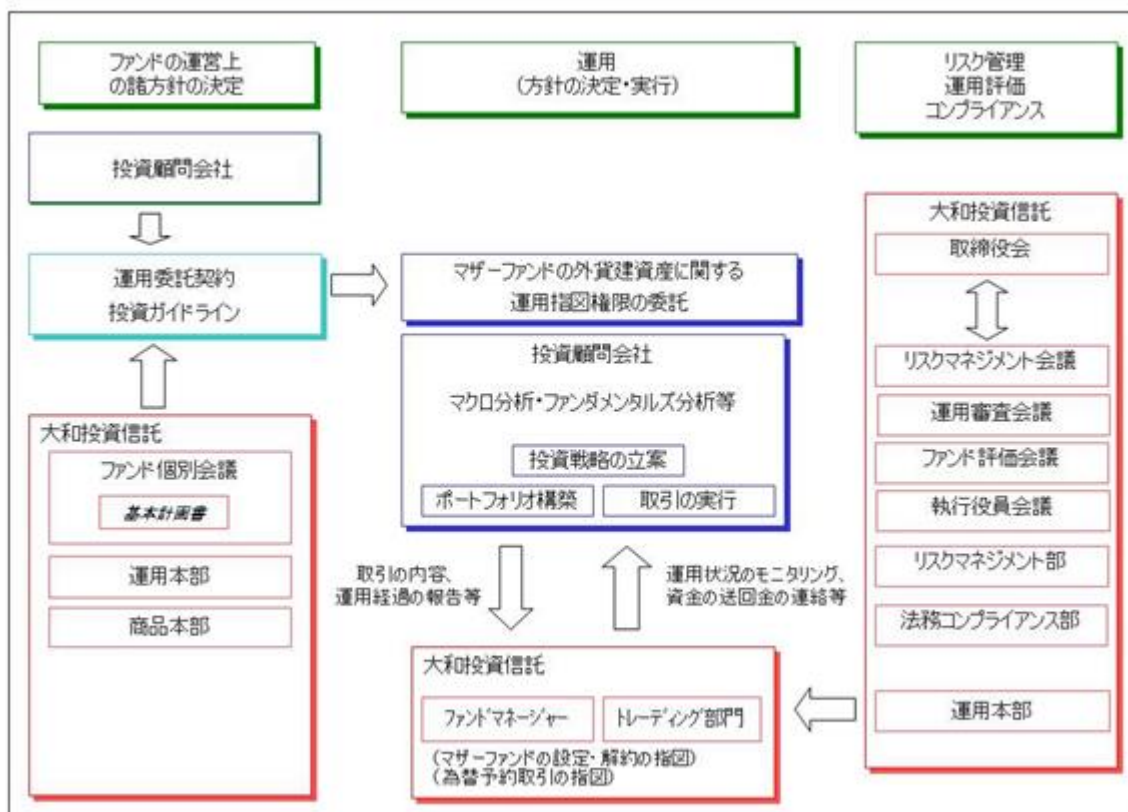 ファンドの運営上
の諸方針の決定
運用
(方針の決定・実行)
リスク管理
運用評価
コンプライアンス
投資顧問会社
運用委託契約
投資ガイドライン
大和投資信託
ファンド個別会議
基本計画書
運用本部
商品本部
マザーファンドの外貨建資産に関する
運用指図権限の委託
投資顧問会社
マクロ分析・ファンダメンタルズ分析等
投資戦略の立案
ポートフォリオ構築
取引の実行
取引の内容、
運用経過の報告等
運用状況のモニタリング、
資金の送回金の連絡等
大和投資信託
ファンドマネージャー
トレーディング部門
(マザーファンドの設定・解約の指図)
(為替予約取引の指図)
大和投資信託
取締役会
リスクマネジメント会議
運用審査会議
ファンド評価会議
執行役員会議
リスクマネジメント部
法務コンプライアンス部
運用本部